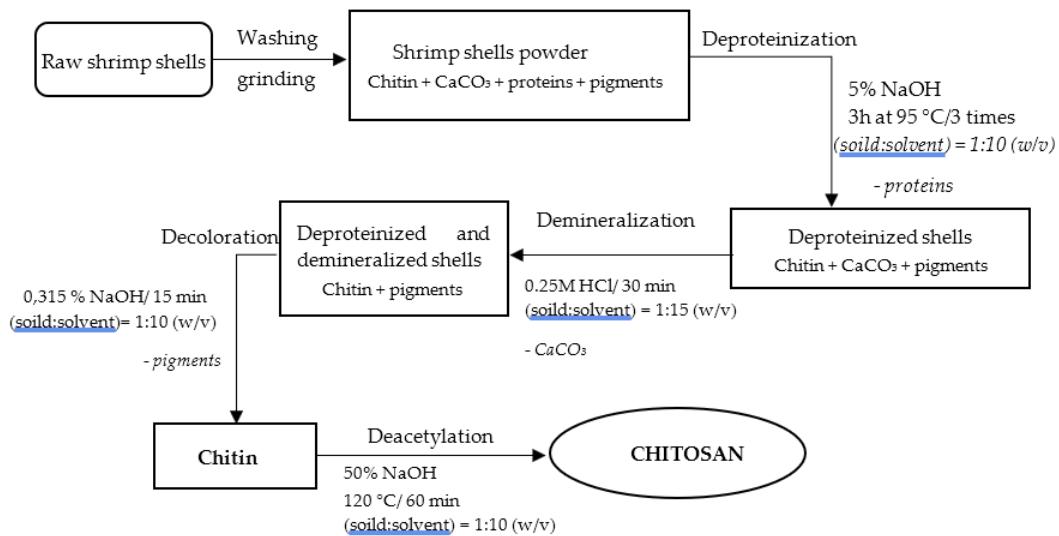 Raw shrimp shells
Washing
grinding
Shrimp shells powder
Chitin + CaCO₃ + proteins + pigments
Deproteinization
5% NaOH
3h at 95 °C/3 times
(soild:solvent) = 1:10 (w/v)
- proteins
Deproteinized shells
Chitin + CaCO₃ + pigments
Demineralization
0.25M HCl/ 30 min
(soild:solvent) = 1:15 (w/v)
- CaCO₃
Deproteinized and
demineralized shells
Chitin + pigments
Decoloration
0,315 % NaOH/ 15 min
(soild:solvent)= 1:10 (w/v)
- pigments
Chitin
Deacetylation
50% NaOH
120 °C/ 60 min
(soild:solvent) = 1:10 (w/v)
CHITOSAN